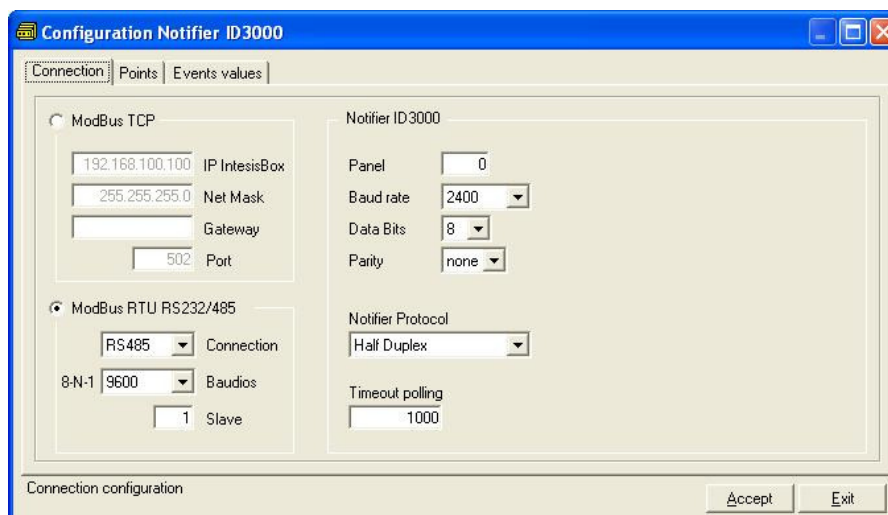 Configuration Notifier ID3000
Connection Points Events values
ModBus TCP
192.168.100.100 IP IntesisBox
255.255.255.0 Net Mask
Gateway
502 Port
ModBus RTU RS232/485
RS485 Connection
8-N-1 9600 Baudios
1 Slave
Notifier ID3000
Panel 0
Baud rate 2400
Data Bits 8
Parity none
Notifier Protocol
Half Duplex
Timeout polling
1000
Connection configuration
Accept Exit